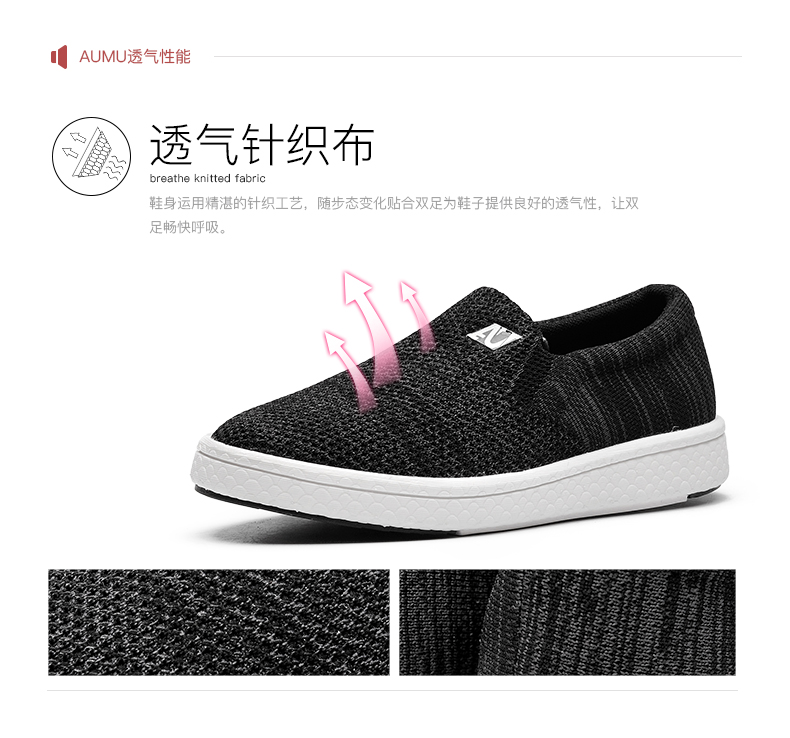 AUMU透气性能
透气针织布
breathe knitted fabric
鞋身运用精湛的针织工艺，随步态变化贴合双足为鞋子提供良好的透气性，让双
足畅快呼吸。